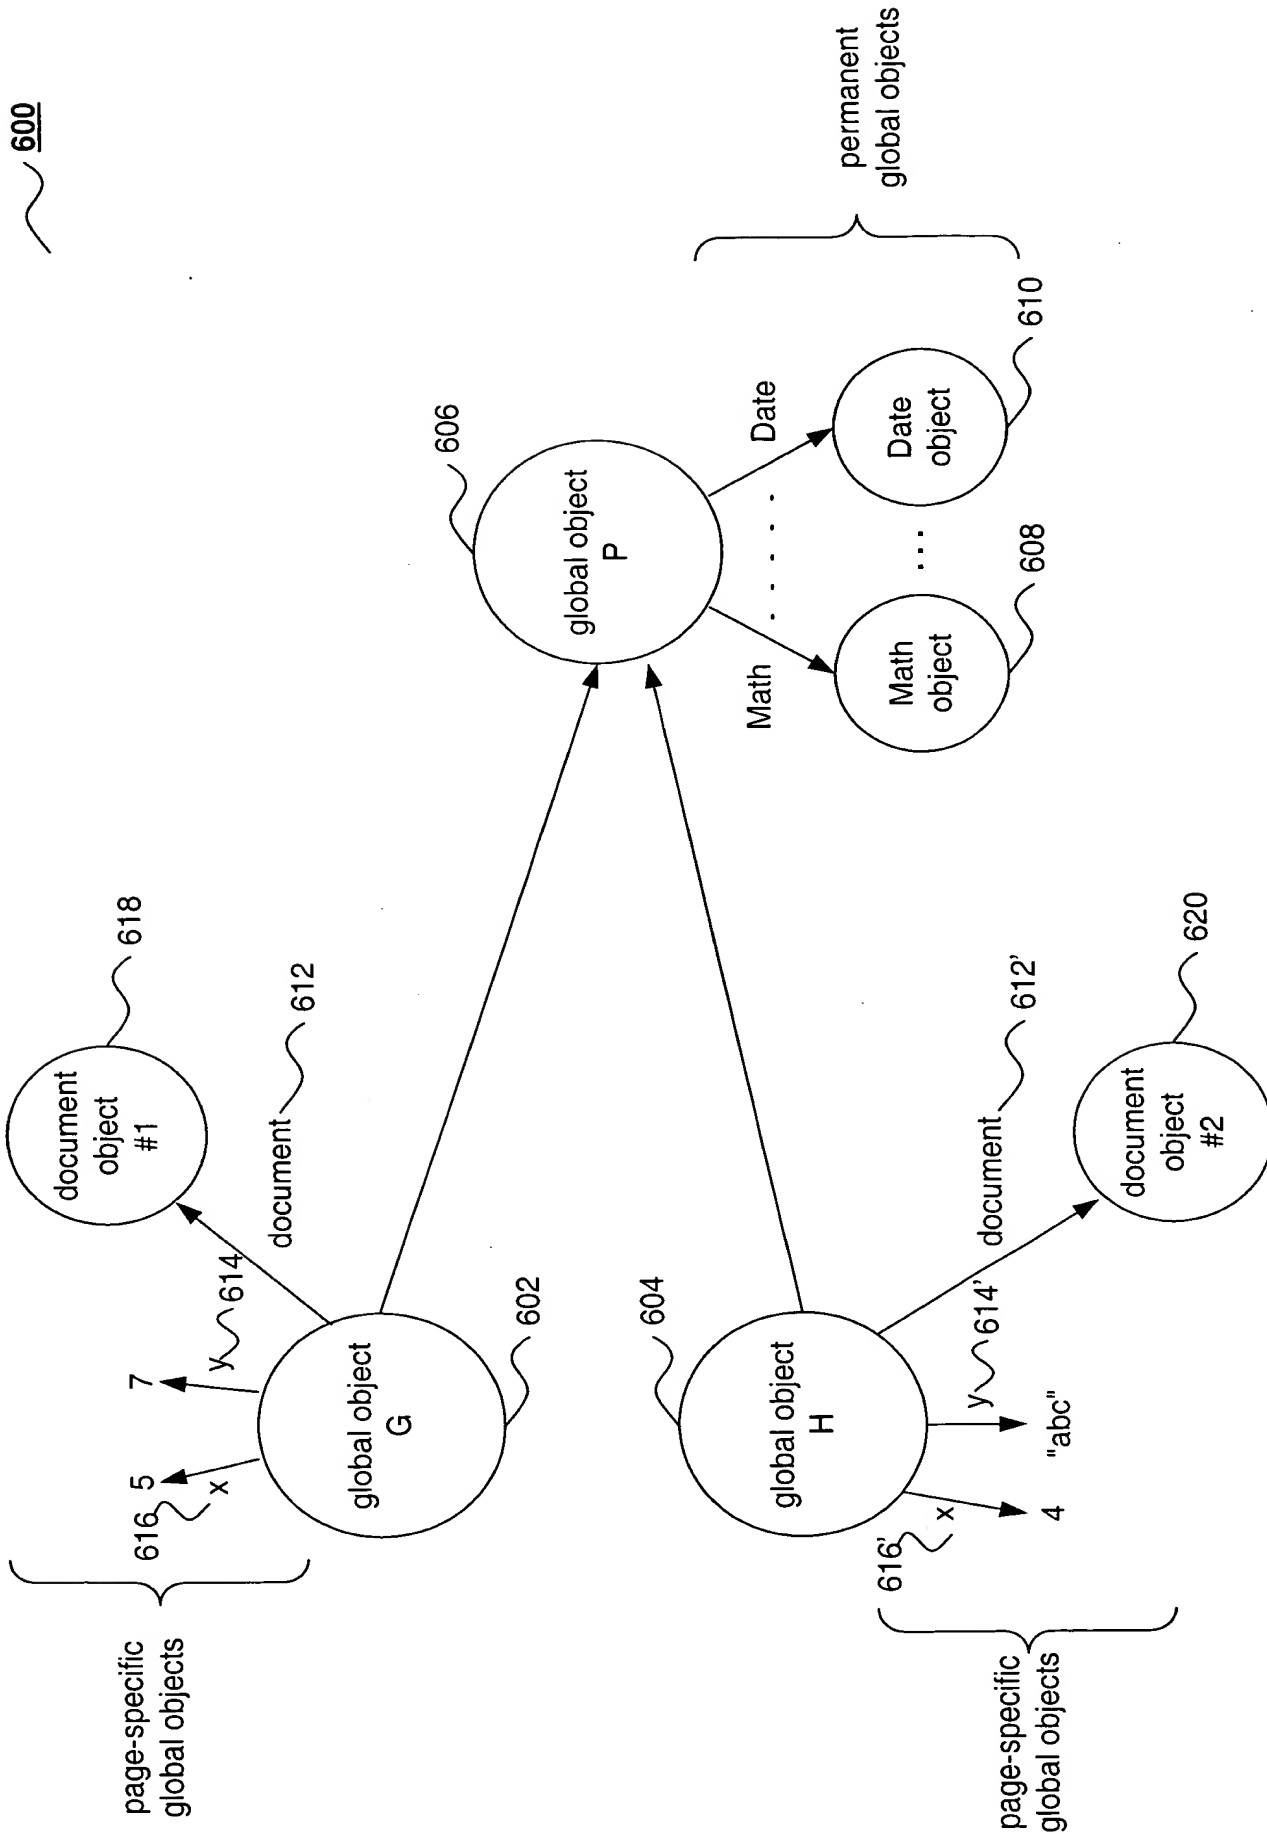 600
page-specific
global objects
616
5
x
7
y
614
document
object
#1
618
document
612
global object
G
602
606
global object
P
604
global object
H
Math
Date
. . . . .
Math
object
...
Date
object
608
610
permanent
global objects
616'
x
4
y
614'
"abc"
document
612'
page-specific
global objects
document
object
#2
620